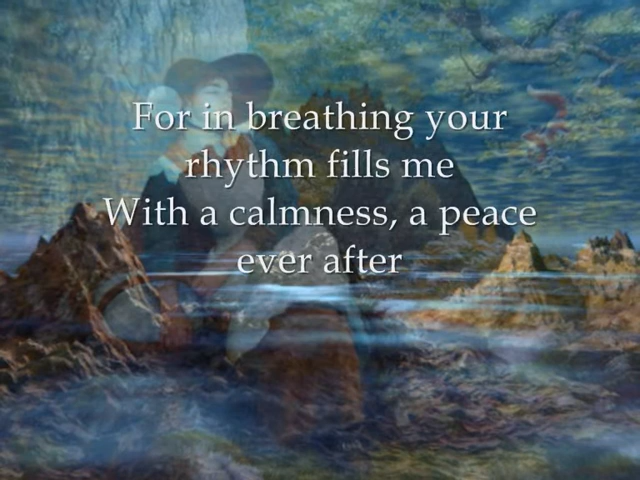 For in breathing your
rhythm fills me
With a calmness, a peace
ever after